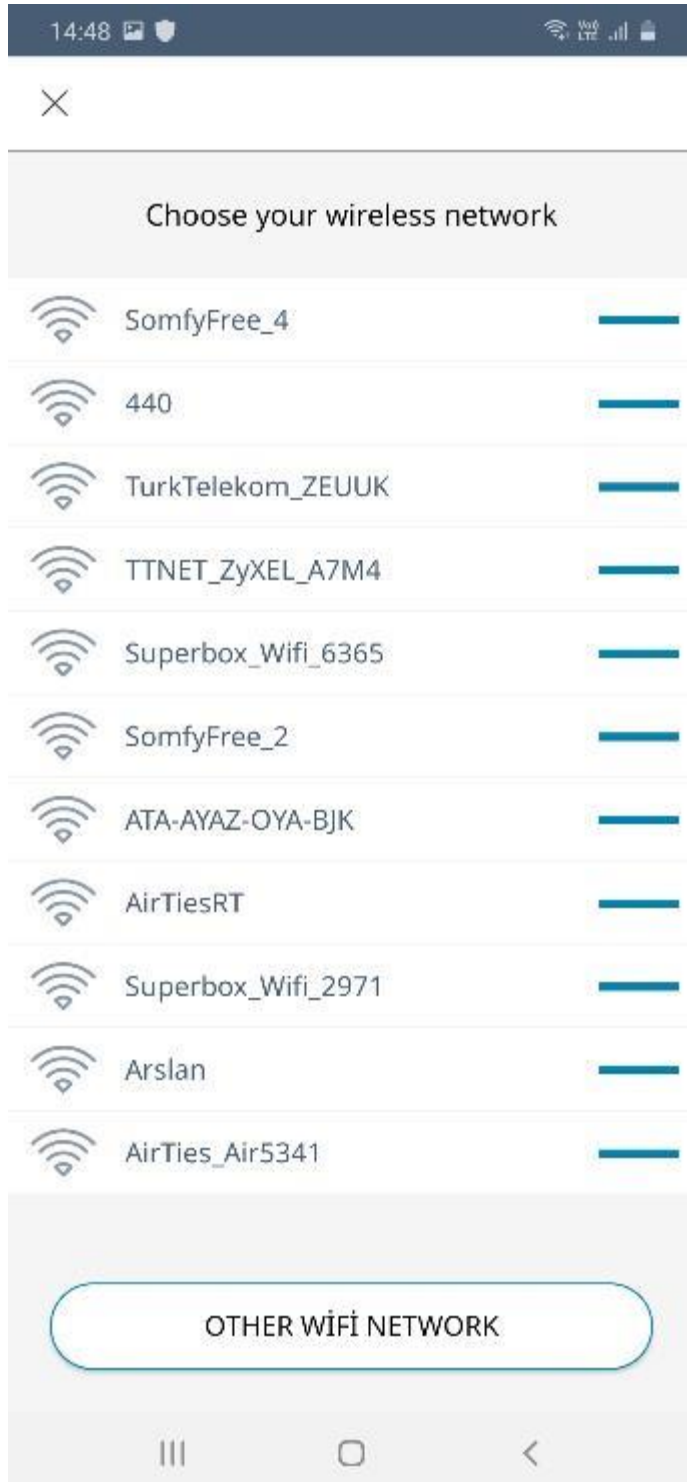 14:48
Choose your wireless network
SomfyFree_4
440
TurkTelekom_ZEUUK
TTNET_ZyXEL_A7M4
Superbox_Wifi_6365
SomfyFree_2
ATA-AYAZ-OYA-BJK
AirTiesRT
Superbox_Wifi_2971
Arslan
AirTies_Air5341
OTHER WİFİ NETWORK